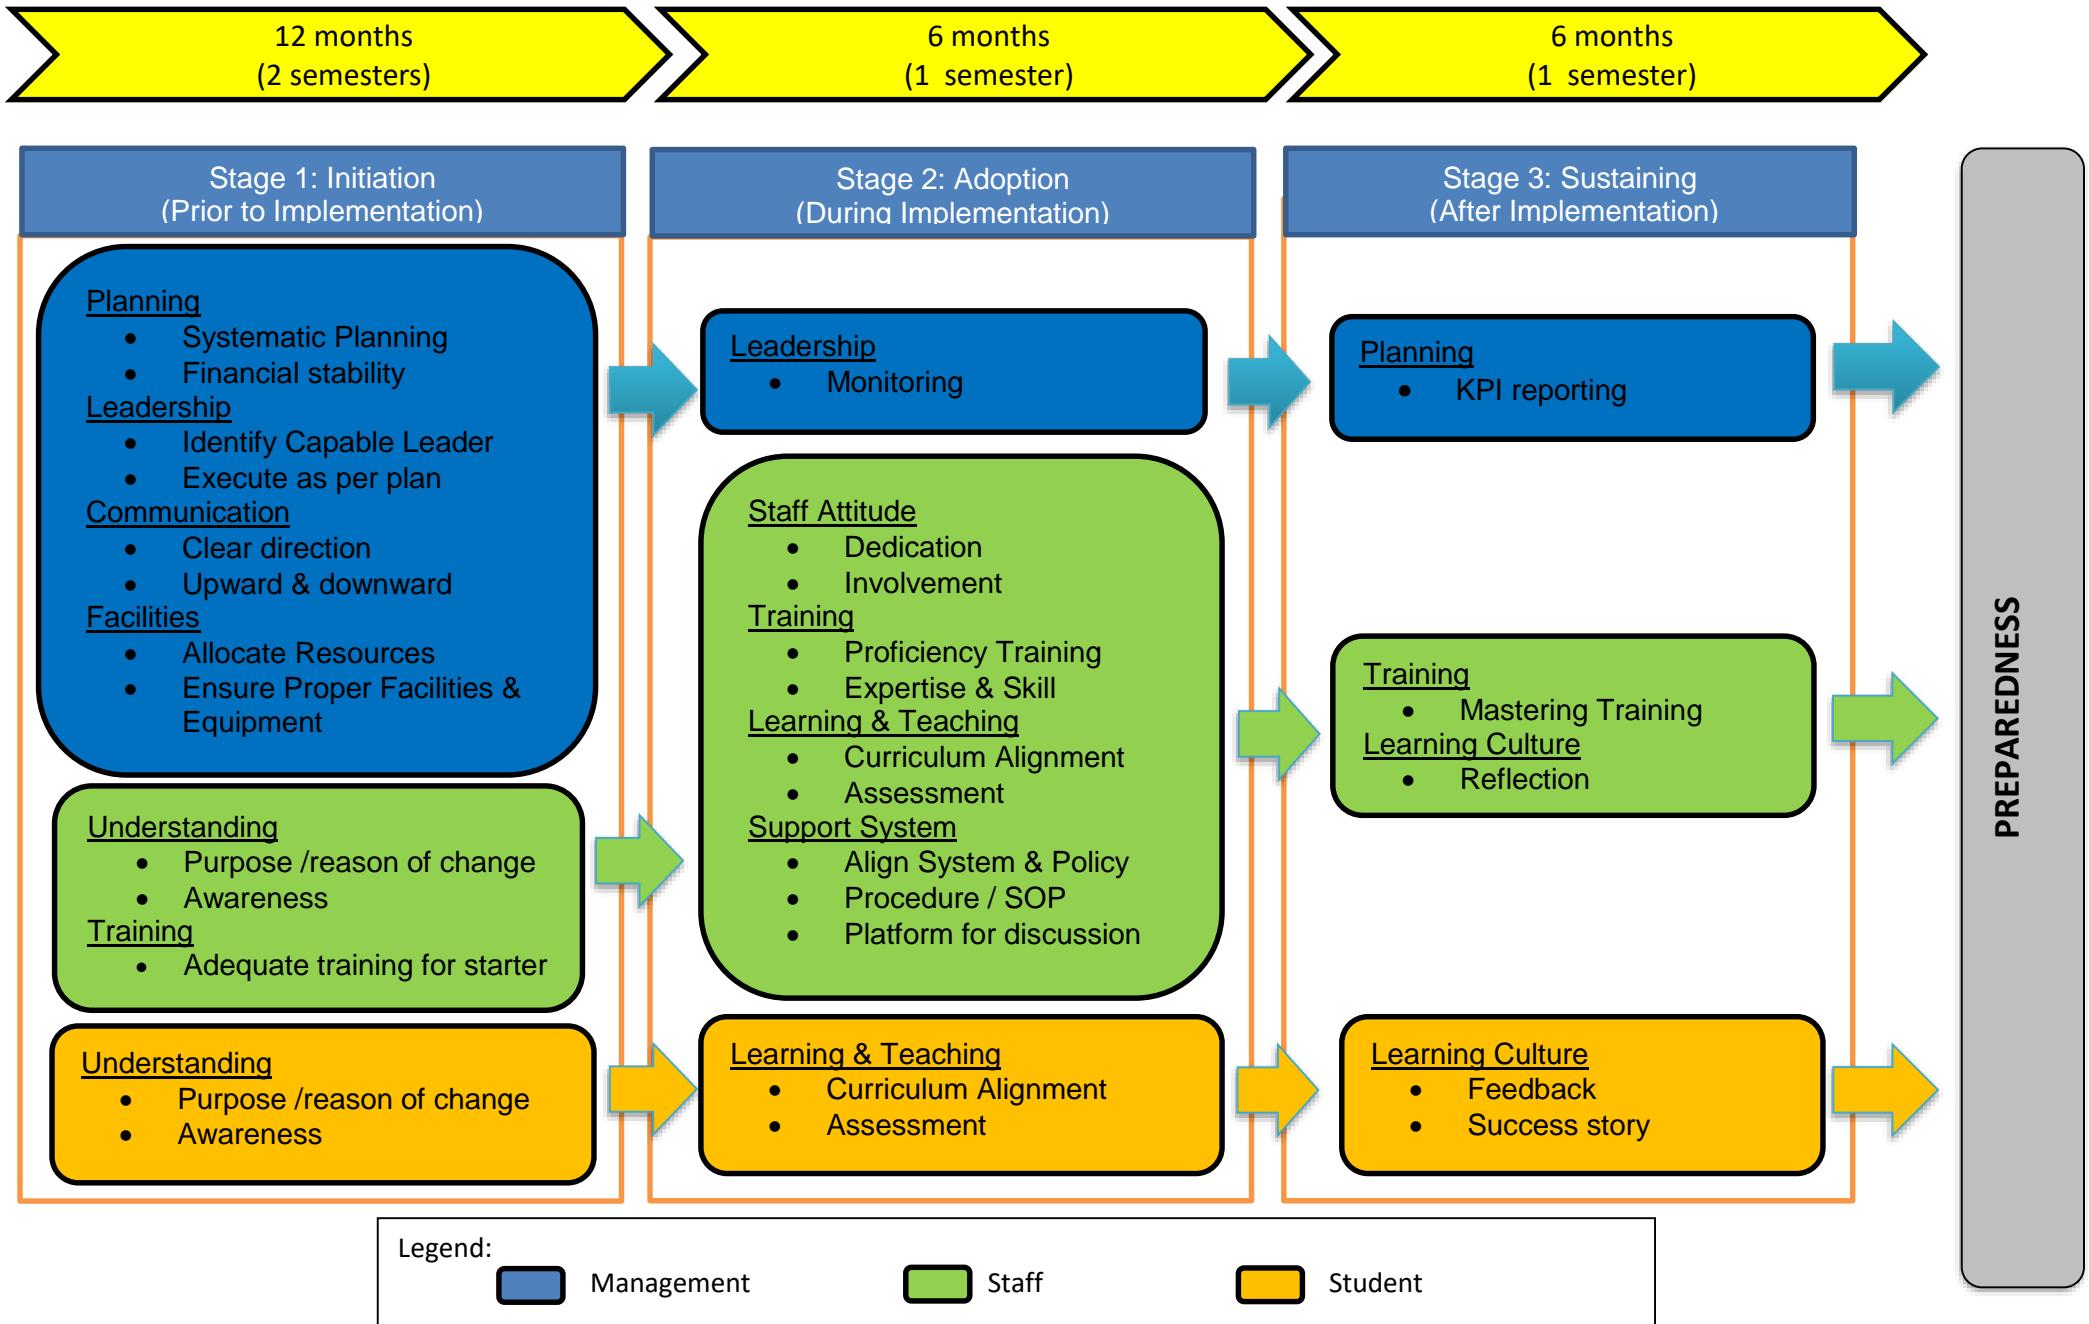 12 months
(2 semesters)
6 months
(1 semester)
6 months
(1 semester)
Stage 1: Initiation
(Prior to Implementation)
Planning
• Systematic Planning
• Financial stability
Leadership
• Identify Capable Leader
• Execute as per plan
Communication
• Clear direction
• Upward & downward
Facilities
• Allocate Resources
• Ensure Proper Facilities &
Equipment
Understanding
• Purpose /reason of change
• Awareness
Training
• Adequate training for starter
Understanding
• Purpose /reason of change
• Awareness
Stage 2: Adoption
(During Implementation)
Leadership
• Monitoring
Staff Attitude
• Dedication
• Involvement
Training
• Proficiency Training
• Expertise & Skill
Learning & Teaching
• Curriculum Alignment
• Assessment
Support System
• Align System & Policy
• Procedure / SOP
• Platform for discussion
Learning & Teaching
• Curriculum Alignment
• Assessment
Stage 3: Sustaining
(After Implementation)
Planning
• KPI reporting
Training
• Mastering Training
Learning Culture
• Reflection
Learning Culture
• Feedback
• Success story
PREPAREDNESS
Legend:
Management
Staff
Student